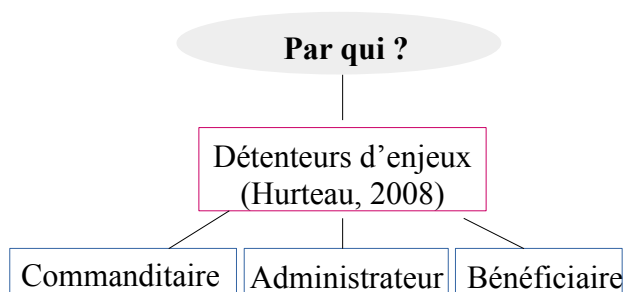 Par qui ?
Détenteurs d’enjeux
(Hurteau, 2008)
Commanditaire
Administrateur
Bénéficiaire